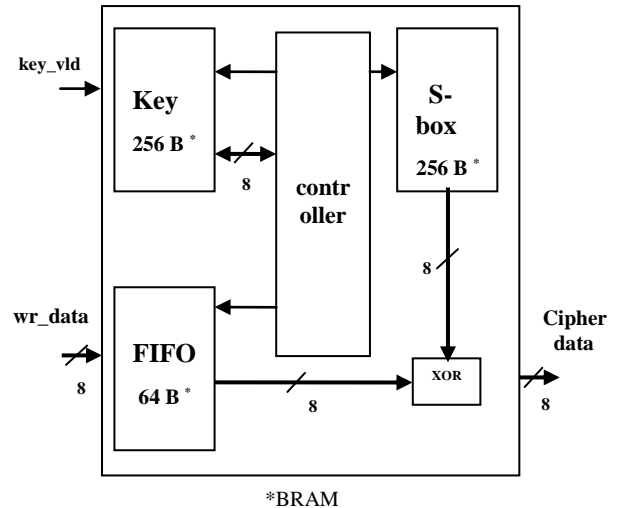 key_vld
Key
256 B *
8
contr
oller
S-
box
256 B *
8
wr_data
8
FIFO
64 B *
8
XOR
Cipher
data
8
*BRAM